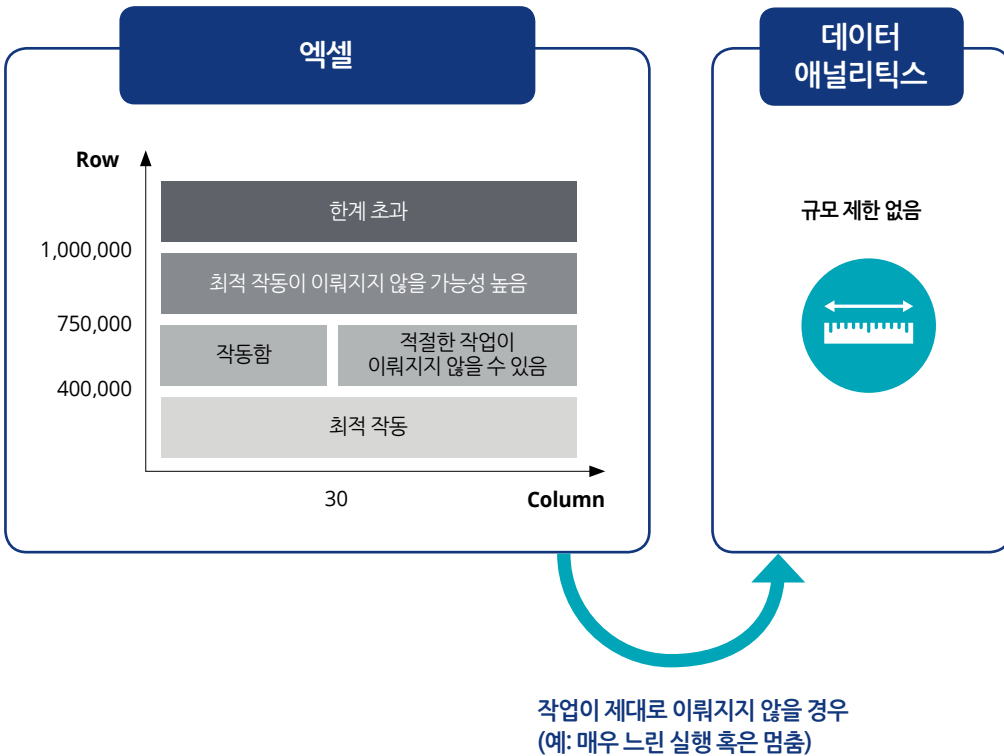 엑셀
데이터
애널리틱스
Row
한계 초과
1,000,000
최적 작동이 이뤄지지 않을 가능성 높음
750,000
작동함
적절한 작업이
이뤄지지 않을 수 있음
400,000
최적 작동
30
Column
규모 제한 없음
작업이 제대로 이뤄지지 않을 경우
(예: 매우 느린 실행 혹은 멈춤)